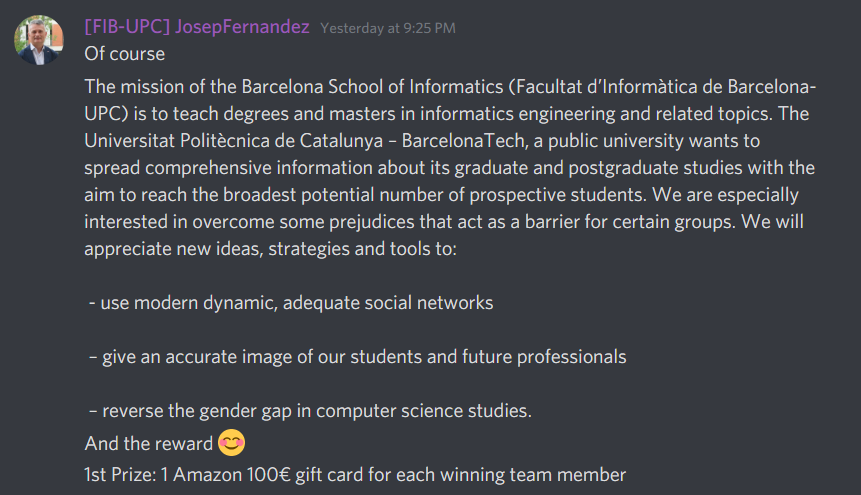 [FIB-UPC] JosepFernandez Yesterday at 9:25 PM
Of course
The mission of the Barcelona School of Informatics (Facultat d'Informàtica de Barcelona-
UPC) is to teach degrees and masters in informatics engineering and related topics. The
Universitat Politècnica de Catalunya – BarcelonaTech, a public university wants to
spread comprehensive information about its graduate and postgraduate studies with the
aim to reach the broadest potential number of prospective students. We are especially
interested in overcome some prejudices that act as a barrier for certain groups. We will
appreciate new ideas, strategies and tools to:
- use modern dynamic, adequate social networks
– give an accurate image of our students and future professionals
– reverse the gender gap in computer science studies.
And the reward 😊
1st Prize: 1 Amazon 100€ gift card for each winning team member